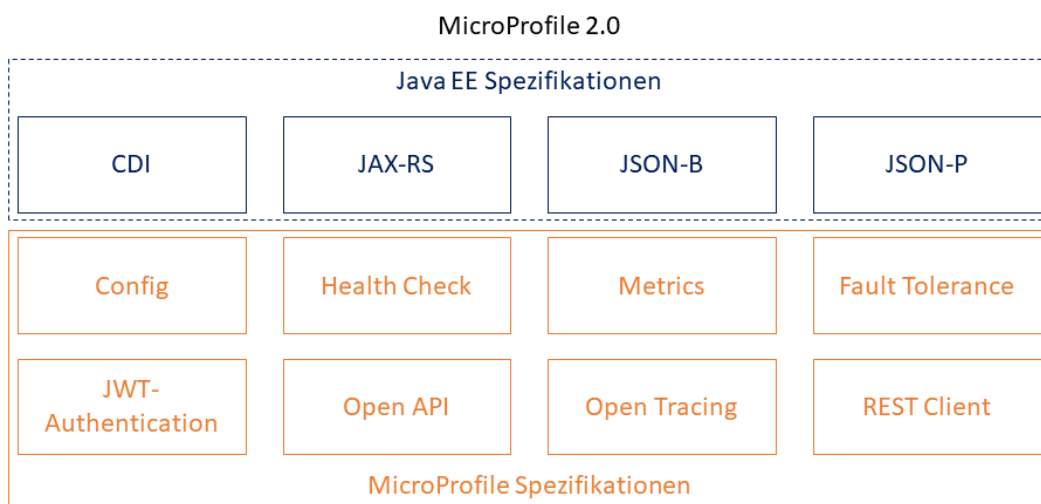 MicroProfile 2.0
Java EE Spezifikationen
CDI
JAX-RS
JSON-B
JSON-P
Config
Health Check
Metrics
Fault Tolerance
JWT-
Authentication
Open API
Open Tracing
REST Client
MicroProfile Spezifikationen